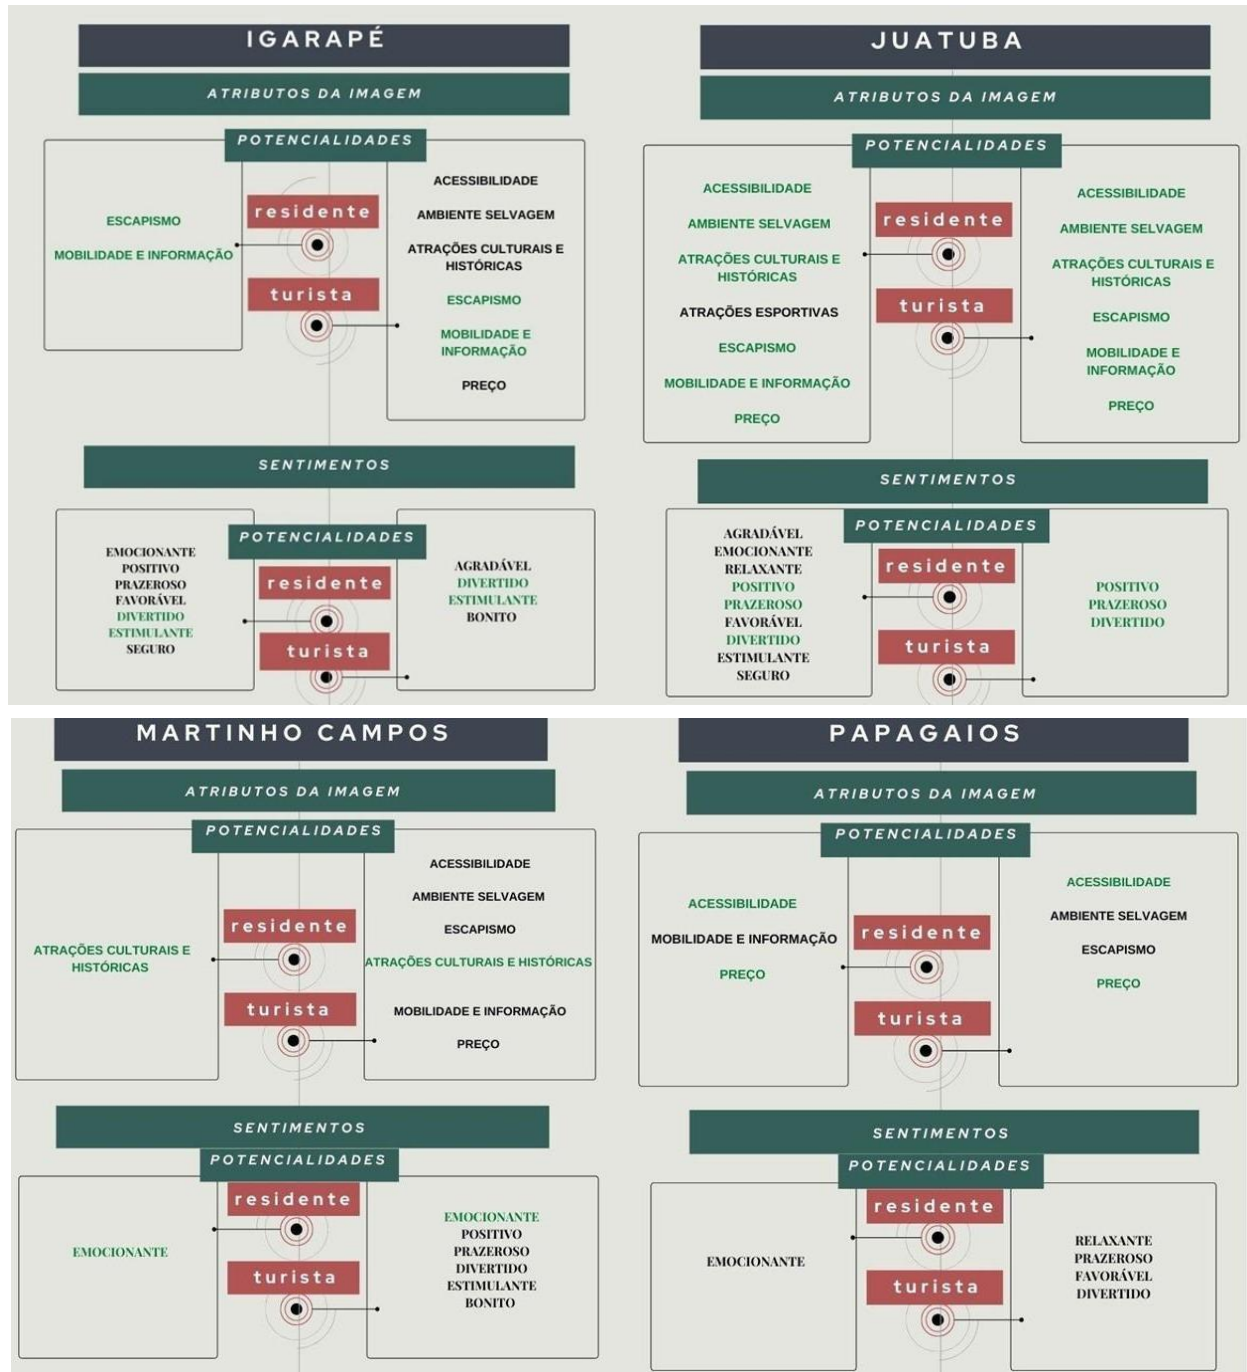 IGARAPÉ
ATRIBUTOS DA IMAGEM
POTENCIALIDADES
ESCAPISMO
MOBILIDADE E INFORMAÇÃO
residente
turista
ACESSIBILIDADE
AMBIENTE SELVAGEM
ATRAÇÕES CULTURAIS E
HISTÓRICAS
ESCAPISMO
MOBILIDADE E
INFORMAÇÃO
PREÇO
SENTIMENTOS
POTENCIALIDADES
EMOCIONANTE
POSITIVO
PRAZEROSO
FAVORÁVEL
DIVERTIDO
ESTIMULANTE
SEGURO
residente
turista
AGRADÁVEL
DIVERTIDO
ESTIMULANTE
BONITO
JUATUBA
ATRIBUTOS DA IMAGEM
POTENCIALIDADES
ACESSIBILIDADE
AMBIENTE SELVAGEM
ATRAÇÕES CULTURAIS E
HISTÓRICAS
ATRAÇÕES ESPORTIVAS
ESCAPISMO
MOBILIDADE E INFORMAÇÃO
PREÇO
residente
turista
ACESSIBILIDADE
AMBIENTE SELVAGEM
ATRAÇÕES CULTURAIS E
HISTÓRICAS
ESCAPISMO
MOBILIDADE E
INFORMAÇÃO
PREÇO
SENTIMENTOS
POTENCIALIDADES
AGRADÁVEL
EMOCIONANTE
RELAXANTE
POSITIVO
PRAZEROSO
FAVORÁVEL
DIVERTIDO
ESTIMULANTE
SEGURO
residente
turista
POSITIVO
PRAZEROSO
DIVERTIDO
MARTINHO CAMPOS
ATRIBUTOS DA IMAGEM
POTENCIALIDADES
ATRAÇÕES CULTURAIS E
HISTÓRICAS
residente
turista
ACESSIBILIDADE
AMBIENTE SELVAGEM
ESCAPISMO
ATRAÇÕES CULTURAIS E HISTÓRICAS
MOBILIDADE E INFORMAÇÃO
PREÇO
SENTIMENTOS
POTENCIALIDADES
EMOCIONANTE
residente
turista
EMOCIONANTE
POSITIVO
PRAZEROSO
DIVERTIDO
ESTIMULANTE
BONITO
PAPAGAIOS
ATRIBUTOS DA IMAGEM
POTENCIALIDADES
ACESSIBILIDADE
MOBILIDADE E INFORMAÇÃO
PREÇO
residente
turista
ACESSIBILIDADE
AMBIENTE SELVAGEM
ESCAPISMO
PREÇO
SENTIMENTOS
POTENCIALIDADES
EMOCIONANTE
residente
turista
RELAXANTE
PRAZEROSO
FAVORÁVEL
DIVERTIDO